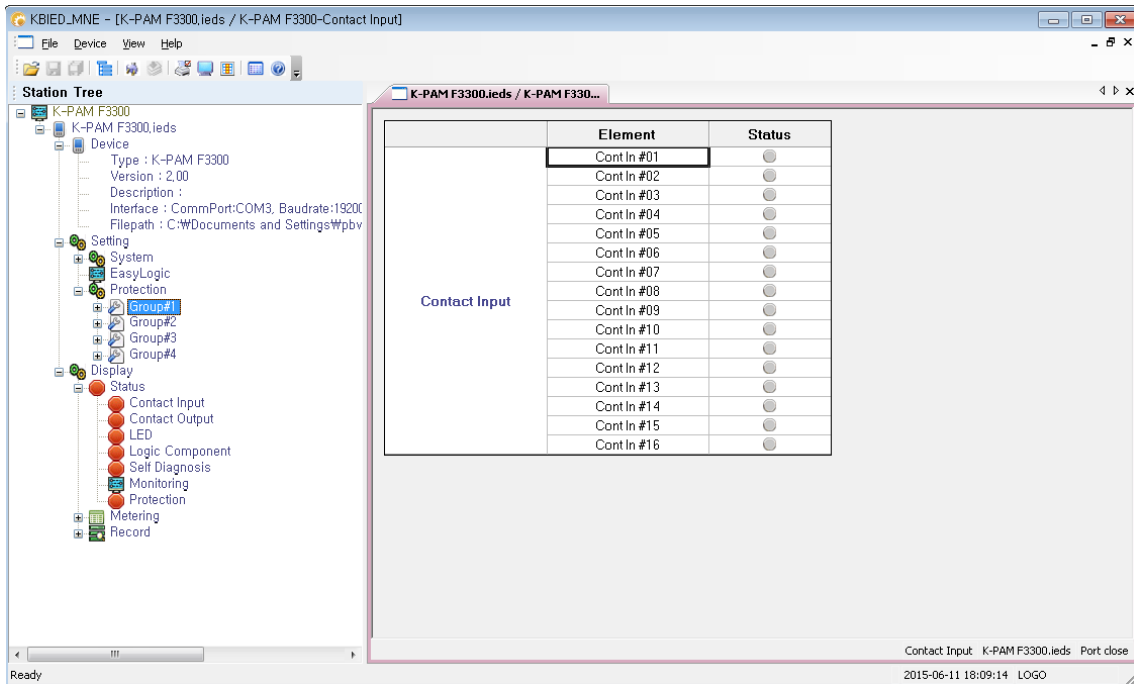 KBIED_MNE - [K-PAM F3300,ieds / K-PAM F3300-Contact Input]
File Device View Help
Station Tree
K-PAM F3300
K-PAM F3300,ieds
Device
Type : K-PAM F3300
Version : 2,00
Description :
Interface : CommPort:COM3, Baudrate:19200
Filepath : C:₩Documents and Settings₩pbv
Setting
System
EasyLogic
Protection
Group#1
Group#2
Group#3
Group#4
Display
Status
Contact Input
Contact Output
LED
Logic Component
Self Diagnosis
Monitoring
Protection
Metering
Record
K-PAM F3300.ieds / K-PAM F330...
Element Status
Contact Input
Cont In #01
Cont In #02
Cont In #03
Cont In #04
Cont In #05
Cont In #06
Cont In #07
Cont In #08
Cont In #09
Cont In #10
Cont In #11
Cont In #12
Cont In #13
Cont In #14
Cont In #15
Cont In #16
Contact Input K-PAM F3300.ieds Port close
Ready 2015-06-11 18:09:14 LOGO